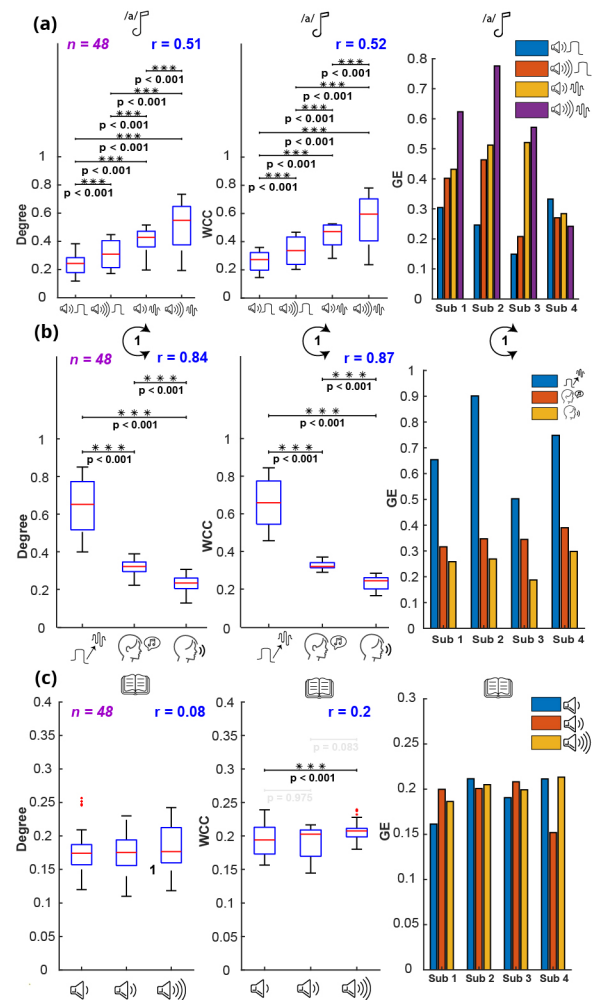 (a)
/a/
/a/
/a/
n = 48
r = 0.51
r = 0.52
***
p < 0.001
***
p < 0.001
***
p < 0.001
***
p < 0.001
***
p < 0.001
***
p < 0.001
***
p < 0.001
***
p < 0.001
***
p < 0.001
***
p < 0.001
***
p < 0.001
Degree
1
0.8
0.6
0.4
0.2
0
WCC
1
0.8
0.6
0.4
0.2
0
GE
0.8
0.7
0.6
0.5
0.4
0.3
0.2
0.1
0
Sub 1 Sub 2 Sub 3 Sub 4
(b)
1
1
1
n = 48
r = 0.84
r = 0.87
***
p < 0.001
***
p < 0.001
***
p < 0.001
***
p < 0.001
***
p < 0.001
***
p < 0.001
Degree
1
0.8
0.6
0.4
0.2
0
WCC
1
0.8
0.6
0.4
0.2
0
GE
1
0.9
0.8
0.7
0.6
0.5
0.4
0.3
0.2
0.1
0
Sub 1 Sub 2 Sub 3 Sub 4
(c)
n = 48
r = 0.08
r = 0.2
p = 0.083
***
p < 0.001
p = 0.975
Degree
0.4
0.35
0.3
0.25
0.2
0.15
0.1
0.05
0
1
WCC
0.4
0.35
0.3
0.25
0.2
0.15
0.1
0.05
0
GE
0.3
0.2
0.15
0.1
0
Sub 1 Sub 2 Sub 3 Sub 4